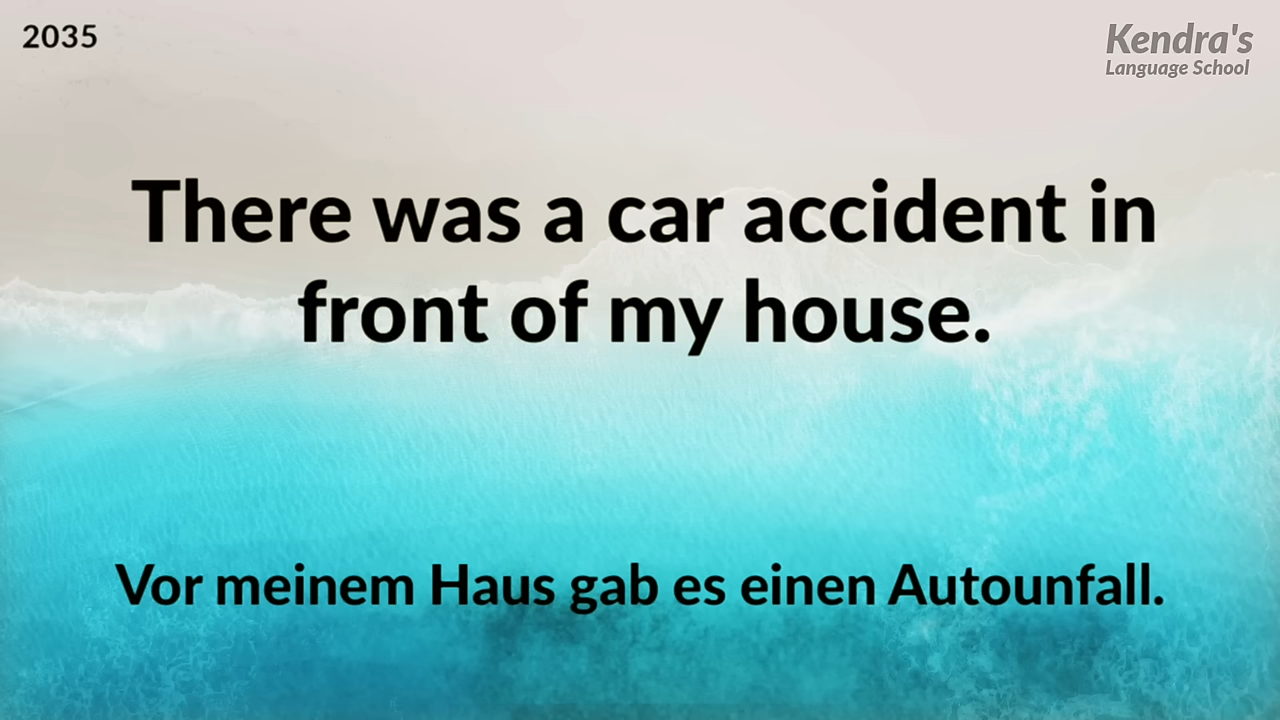 2035
Kendra's
Language School
There was a car accident in
front of my house.
Vor meinem Haus gab es einen Autounfall.